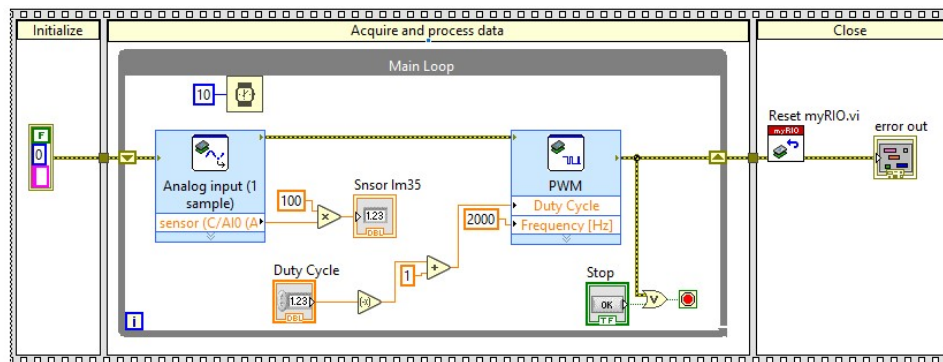 Initialize
Acquire and process data
Close
Main Loop
10
F
0
Reset myRIO.vi
myRIO
error out
Analog input (1
sample)
sensor (C/AI0 (A
100
×
Snsor lm35
1.23
DBL
PWM
Duty Cycle
Frequency [Hz]
2000
Duty Cycle
1.23
DBL
(-x)
1
+
Stop
OK
TF
V
i